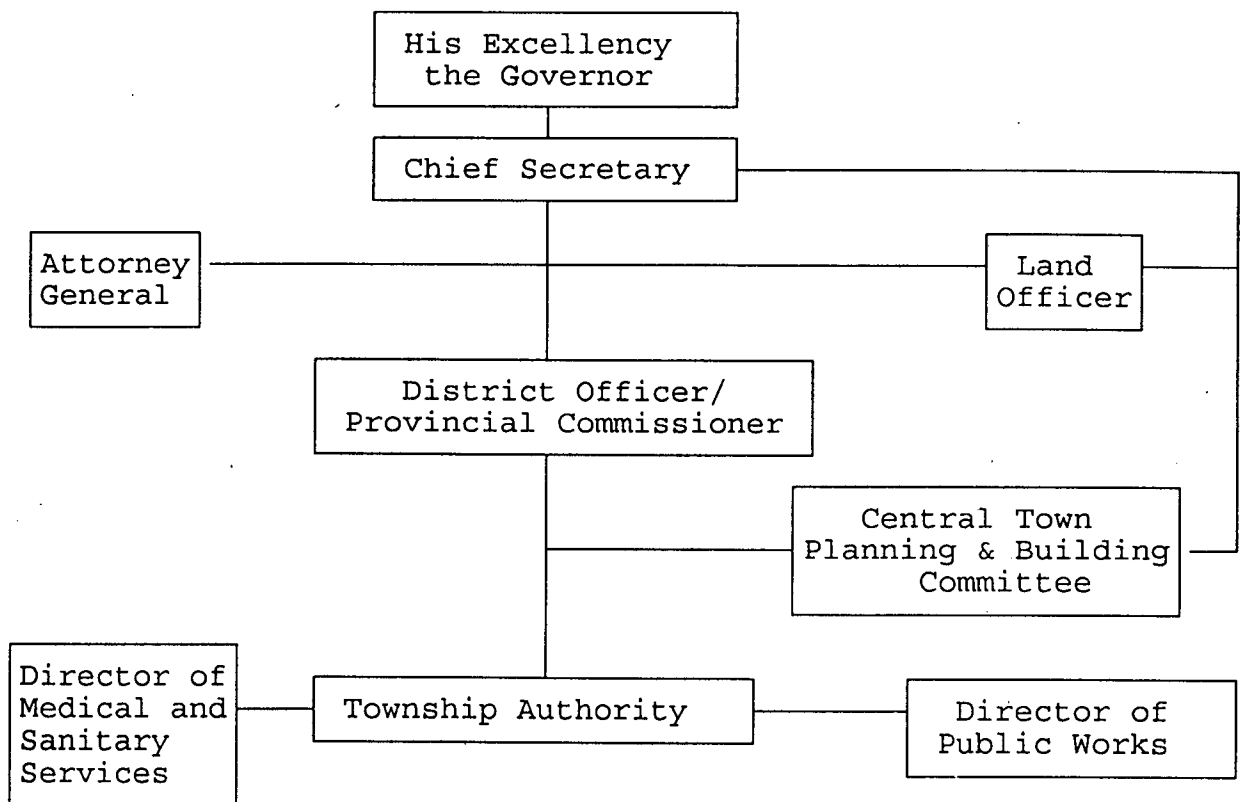 His Excellency
the Governor
Chief Secretary
Attorney
General
Land
Officer
District Officer/
Provincial Commissioner
Central Town
Planning & Building
Committee
Director of
Medical and
Sanitary
Services
Township Authority
Director of
Public Works